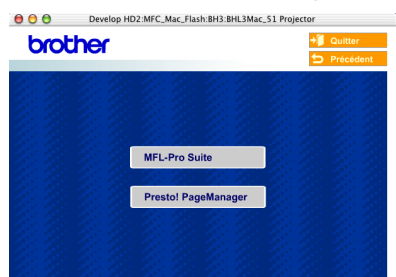 Develop HD2:MFC_Mac_Flash:BH3:BHL3Mac_51 Projector
brother
Quitter
Précédent
MFL-Pro Suite
Presto! PageManager